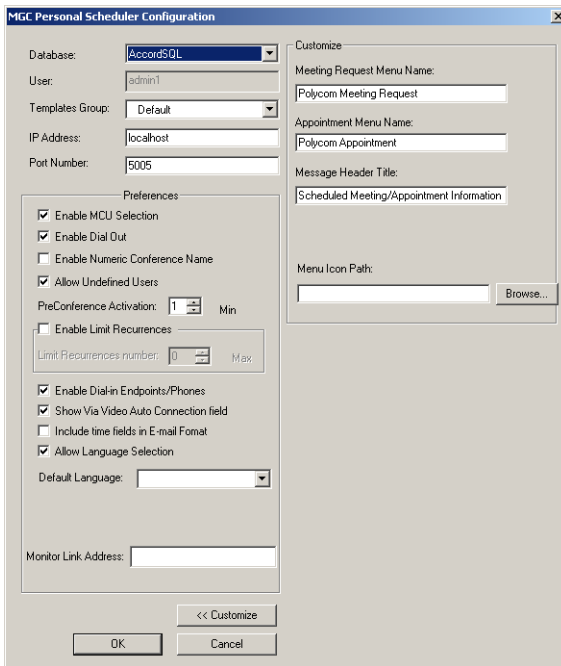 MGC Personal Scheduler Configuration
Database:
AccordSQL
User:
admin1
Templates Group:
Default
IP Address:
localhost
Port Number:
5005
Preferences
Enable MCU Selection
Enable Dial Out
Enable Numeric Conference Name
Allow Undefined Users
PreConference Activation: 1 Min
Enable Limit Recurrences
Limit Recurrences number: 0 Max
Enable Dial-in Endpoints/Phones
Show Via Video Auto Connection field
Include time fields in E-mail Fomat
Allow Language Selection
Default Language:
Monitor Link Address:
<< Customize
OK
Cancel
Customize
Meeting Request Menu Name:
Polycom Meeting Request
Appointment Menu Name:
Polycom Appointment
Message Header Title:
Scheduled Meeting/Appointment Information
Menu Icon Path:
Browse...